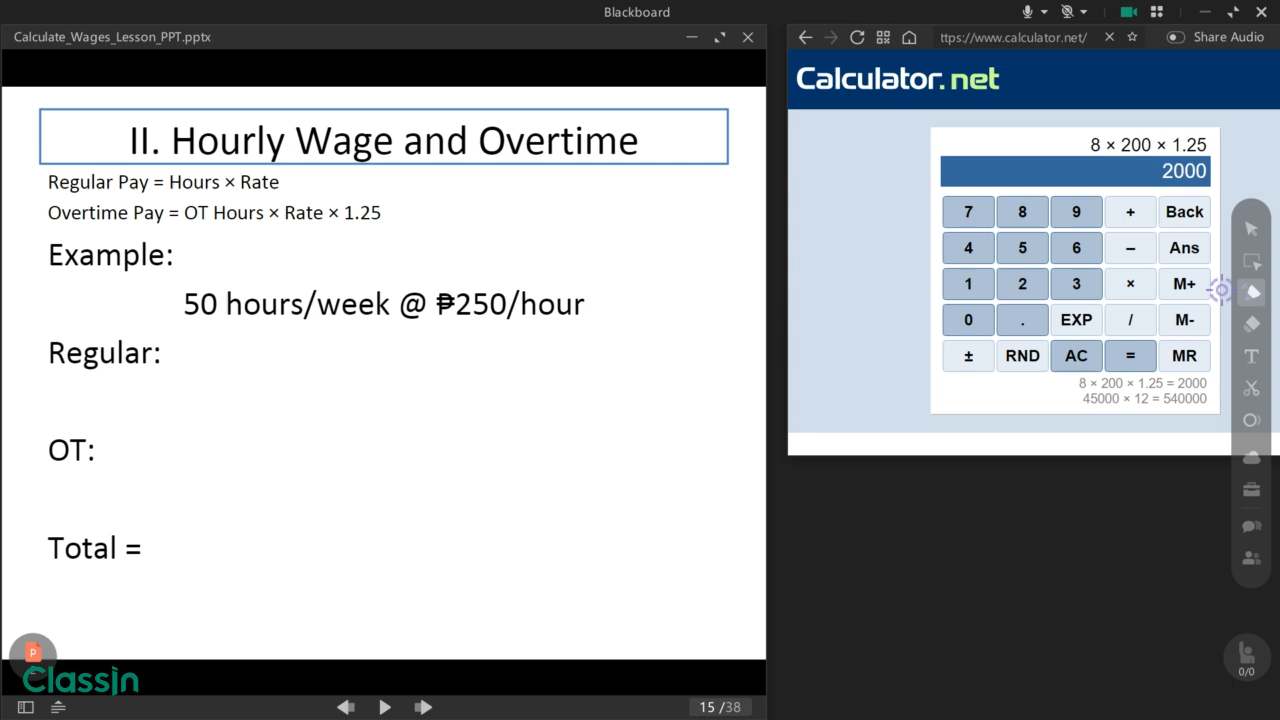 Blackboard
Calculate_Wages_Lesson_PPT.pptx
II. Hourly Wage and Overtime
Regular Pay = Hours × Rate
Overtime Pay = OT Hours × Rate × 1.25
Example:
50 hours/week @ ₱250/hour
Regular:
OT:
Total =
P
ClassIn
15 /38
ttps://www.calculator.net/
Share Audio
Calculator.net
8 × 200 × 1.25
2000
7 8 9 + Back
4 5 6 – Ans
1 2 3 × M+
0 . EXP / M-
± RND AC = MR
8 × 200 × 1.25 = 2000
45000 × 12 = 540000
T
0/0